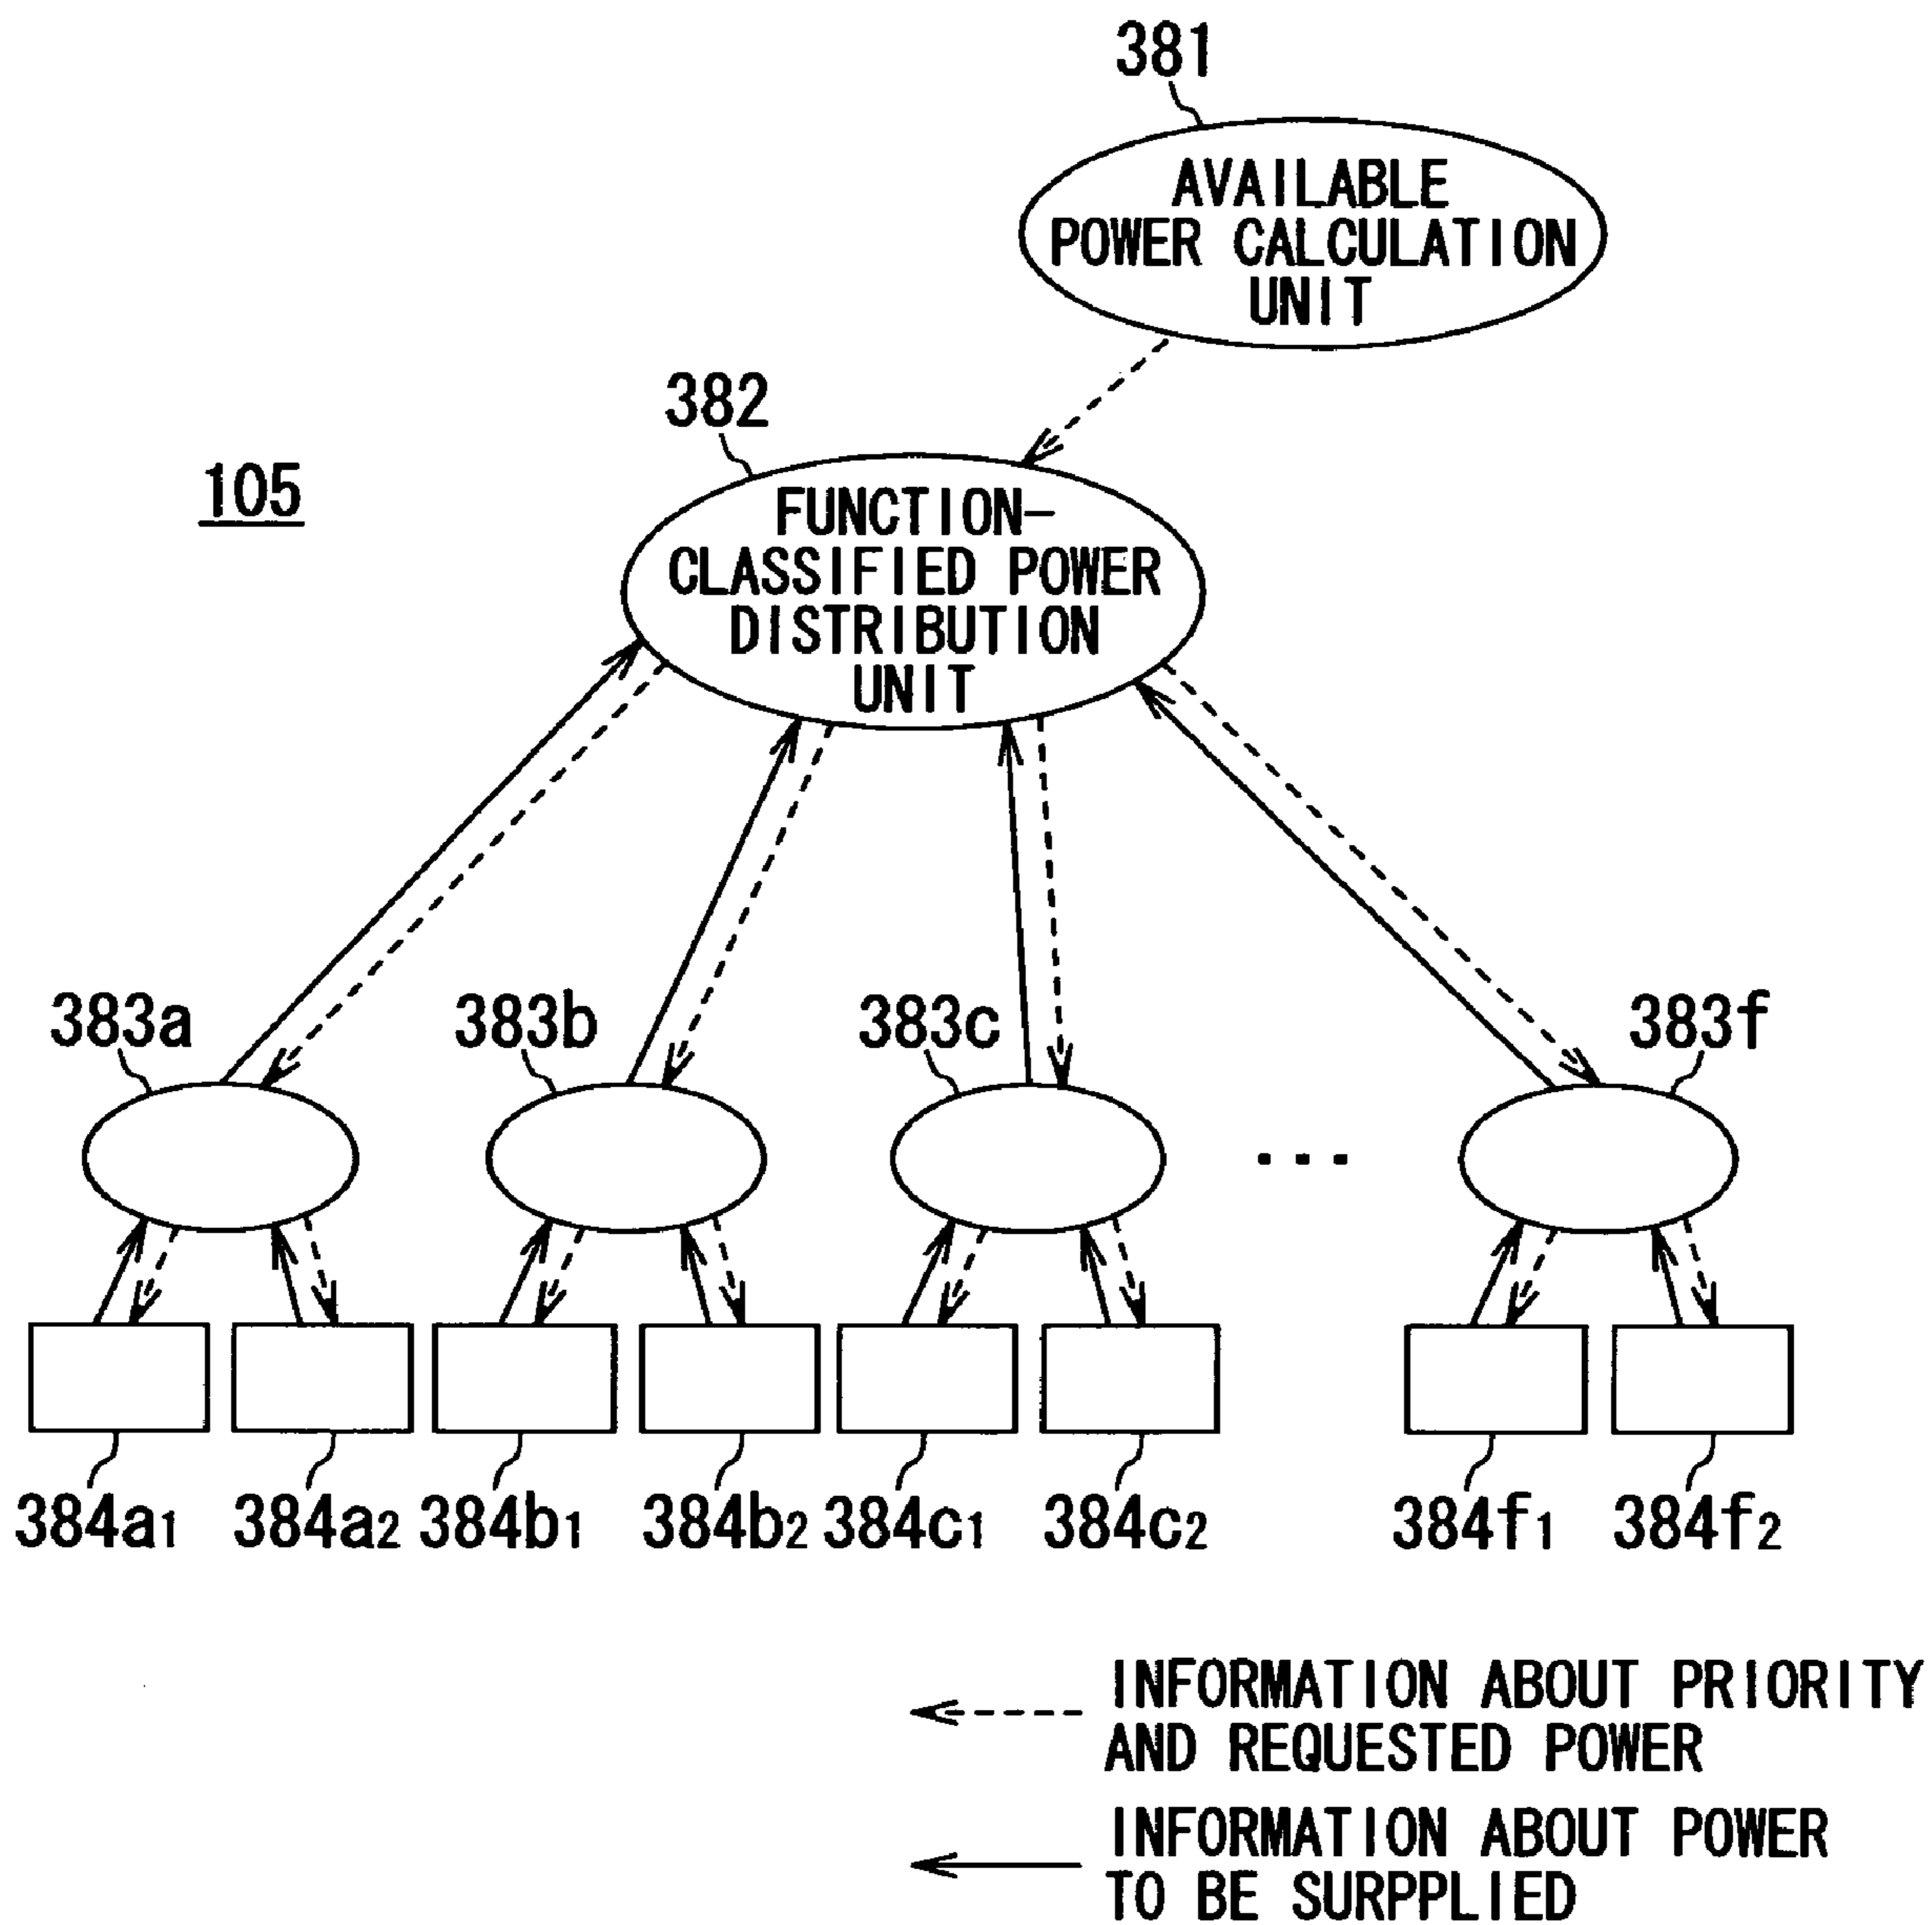 381
AVAILABLE
POWER CALCULATION
UNIT
382
105
FUNCTION-
CLASSIFIED POWER
DISTRIBUTION
UNIT
383a
383b
383c
383f
...
384a1
384a2
384b1
384b2
384c1
384c2
384f1
384f2
INFORMATION ABOUT PRIORITY
AND REQUESTED POWER
INFORMATION ABOUT POWER
TO BE SURPPLIED